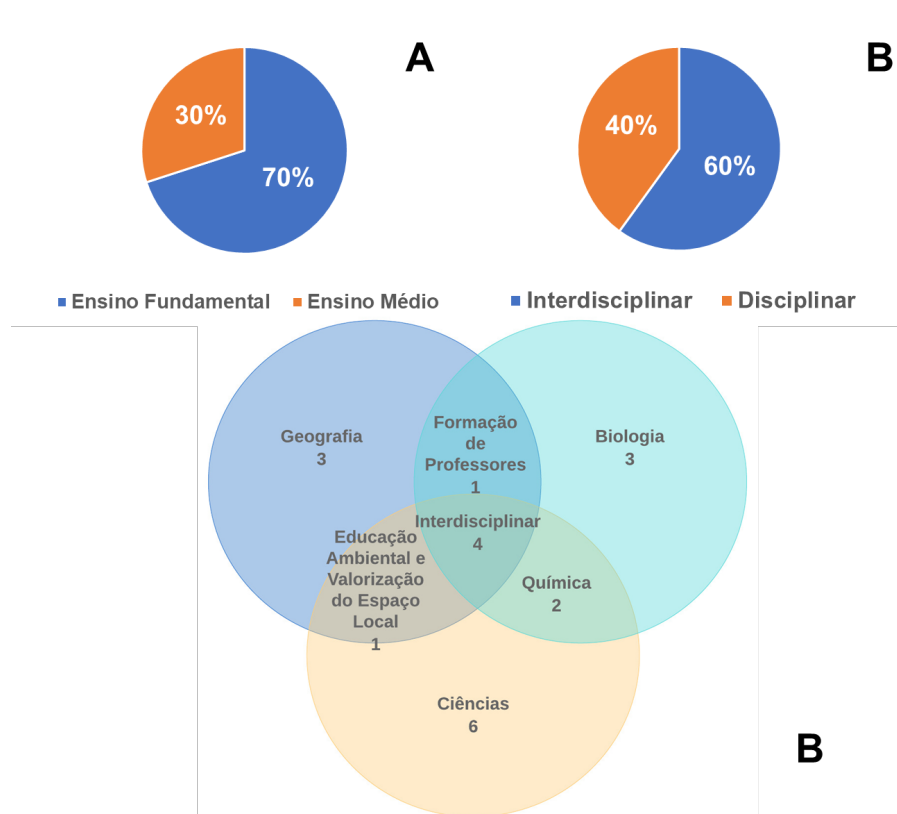 A
B
30%
70%
40%
60%
Ensino Fundamental Ensino Médio
Interdisciplinar Disciplinar
Geografia
3
Formação
de
Professores
1
Biologia
3
Interdisciplinar
4
Educação
Ambiental e
Valorização
do Espaço
Local
1
Química
2
Ciências
6
B